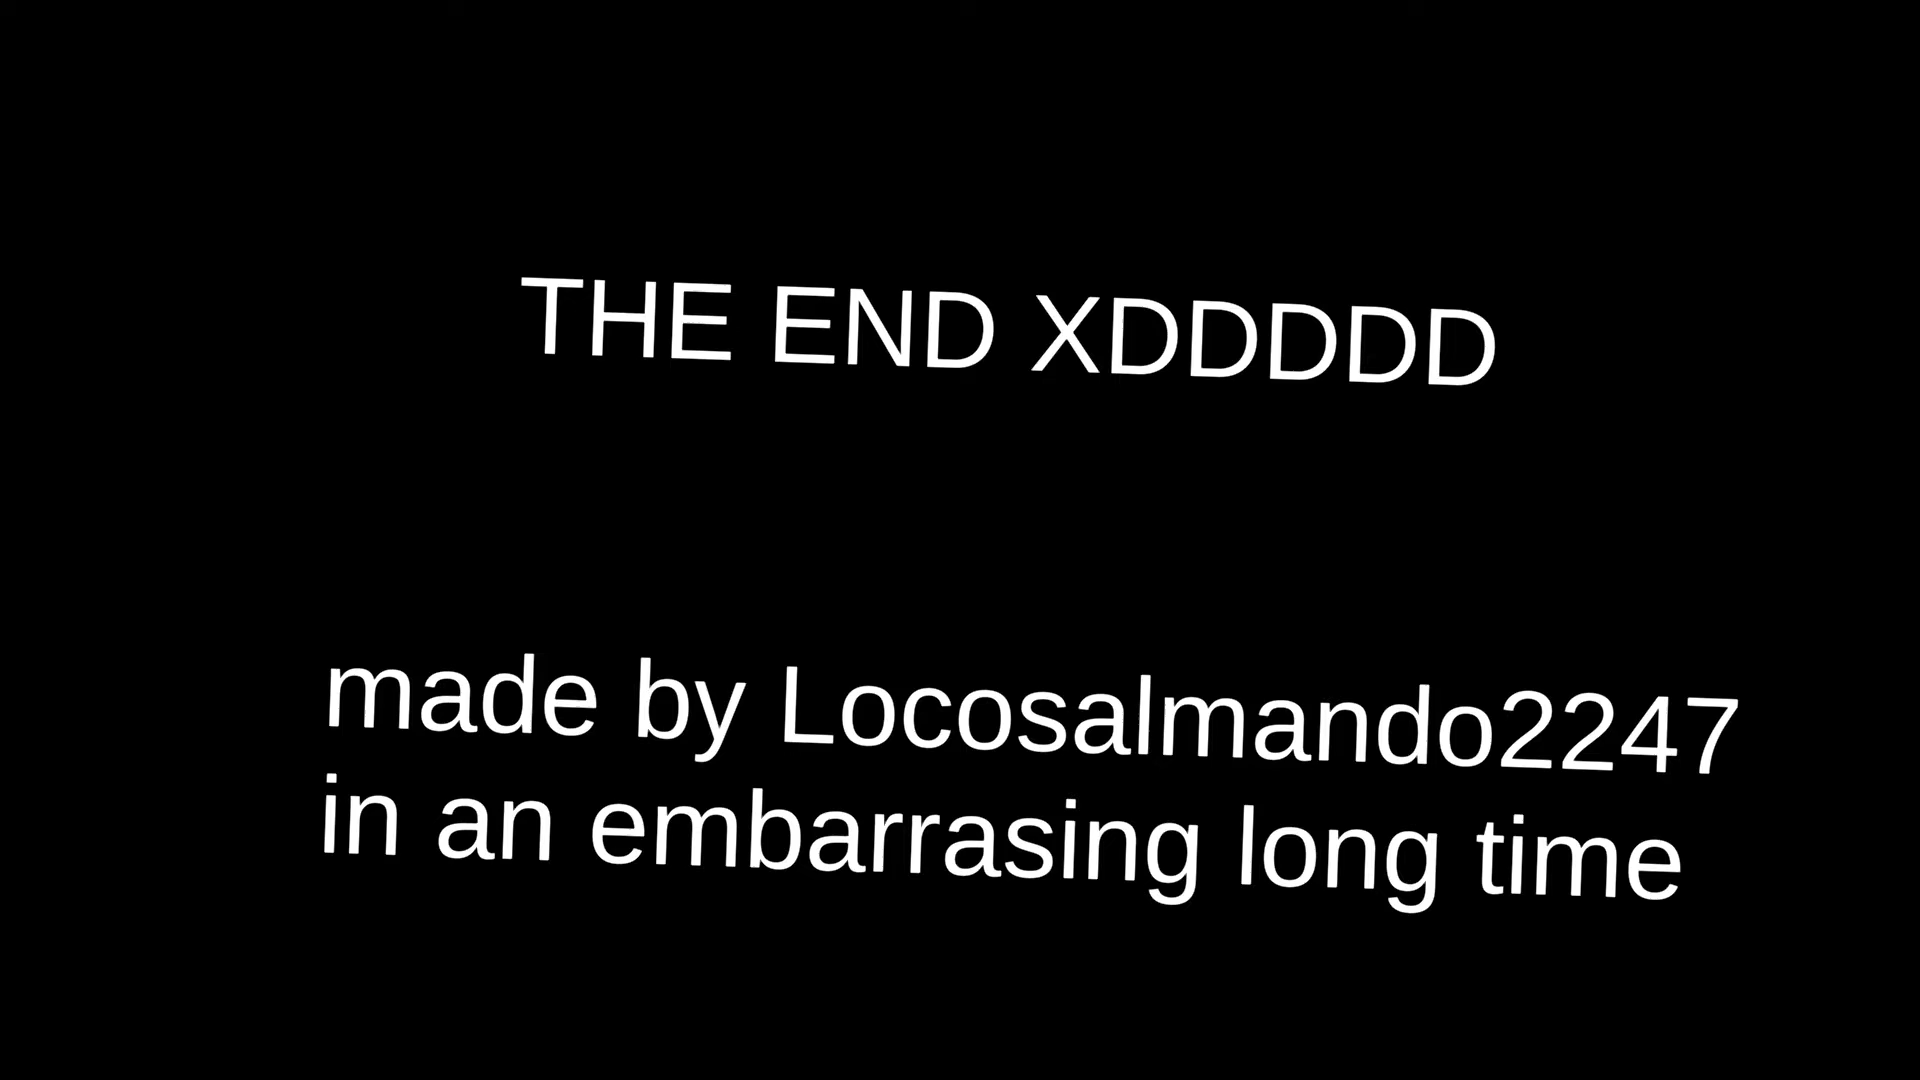 THE END XDDDDD
made by Locosalmando2247
in an embarrasing long time